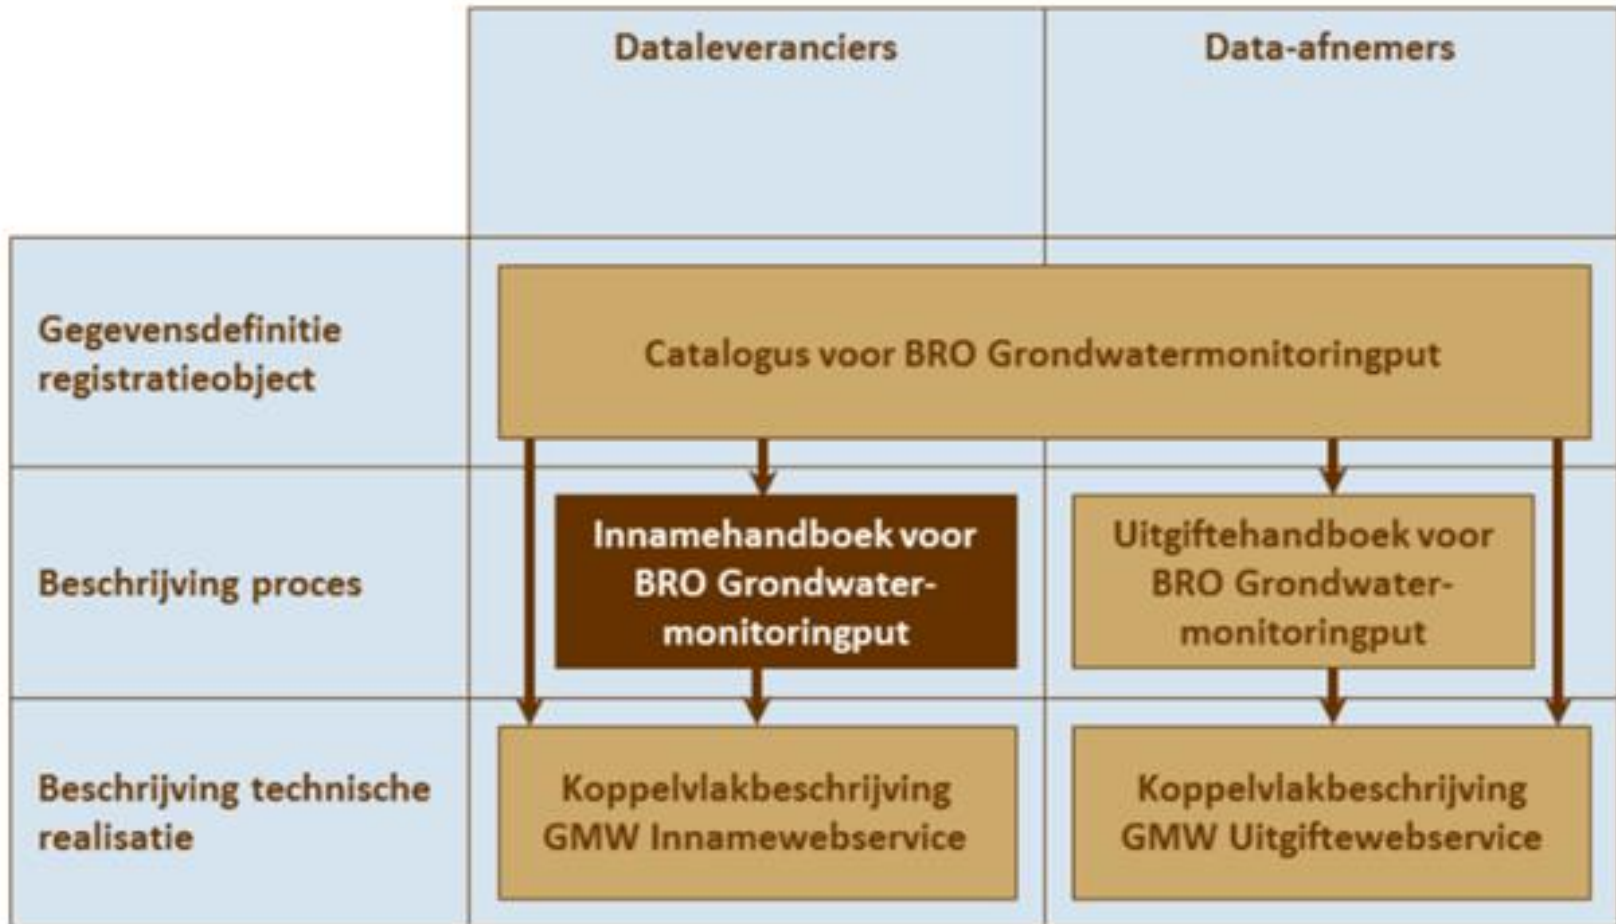 Dataleveranciers
Data-afnemers
Gegevensdefinitie
registratieobject
Catalogus voor BRO Grondwatermonitoringput
Beschrijving proces
Innamehandboek voor
BRO Grondwater-
monitoringput
Uitgiftehandboek voor
BRO Grondwater-
monitoringput
Beschrijving technische
realisatie
Koppelvlakbeschrijving
GMW Innamewebservice
Koppelvlakbeschrijving
GMW Uitgiftewebservice